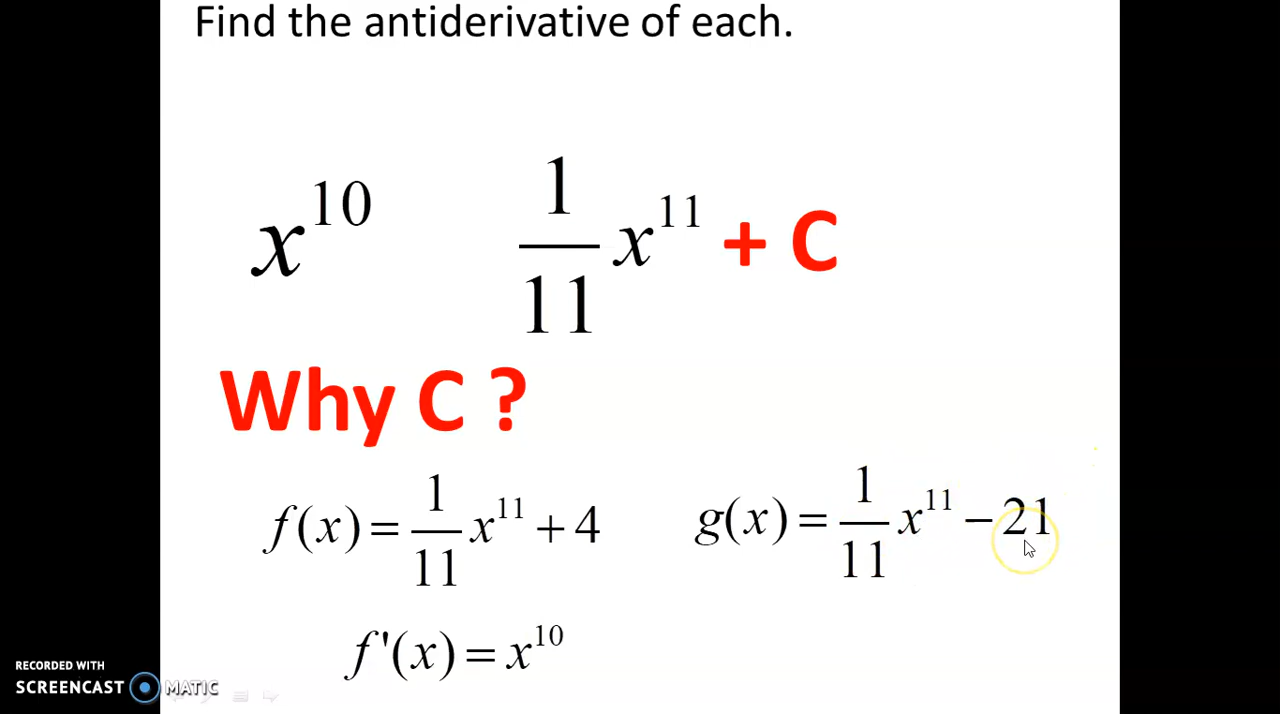 Find the antiderivative of each.
x^10    1/11 x^11 + C
Why C ?
f(x) = 1/11 x^11 + 4    g(x) = 1/11 x^11 − 21
f'(x) = x^10
RECORDED WITH
SCREENCAST MATIC